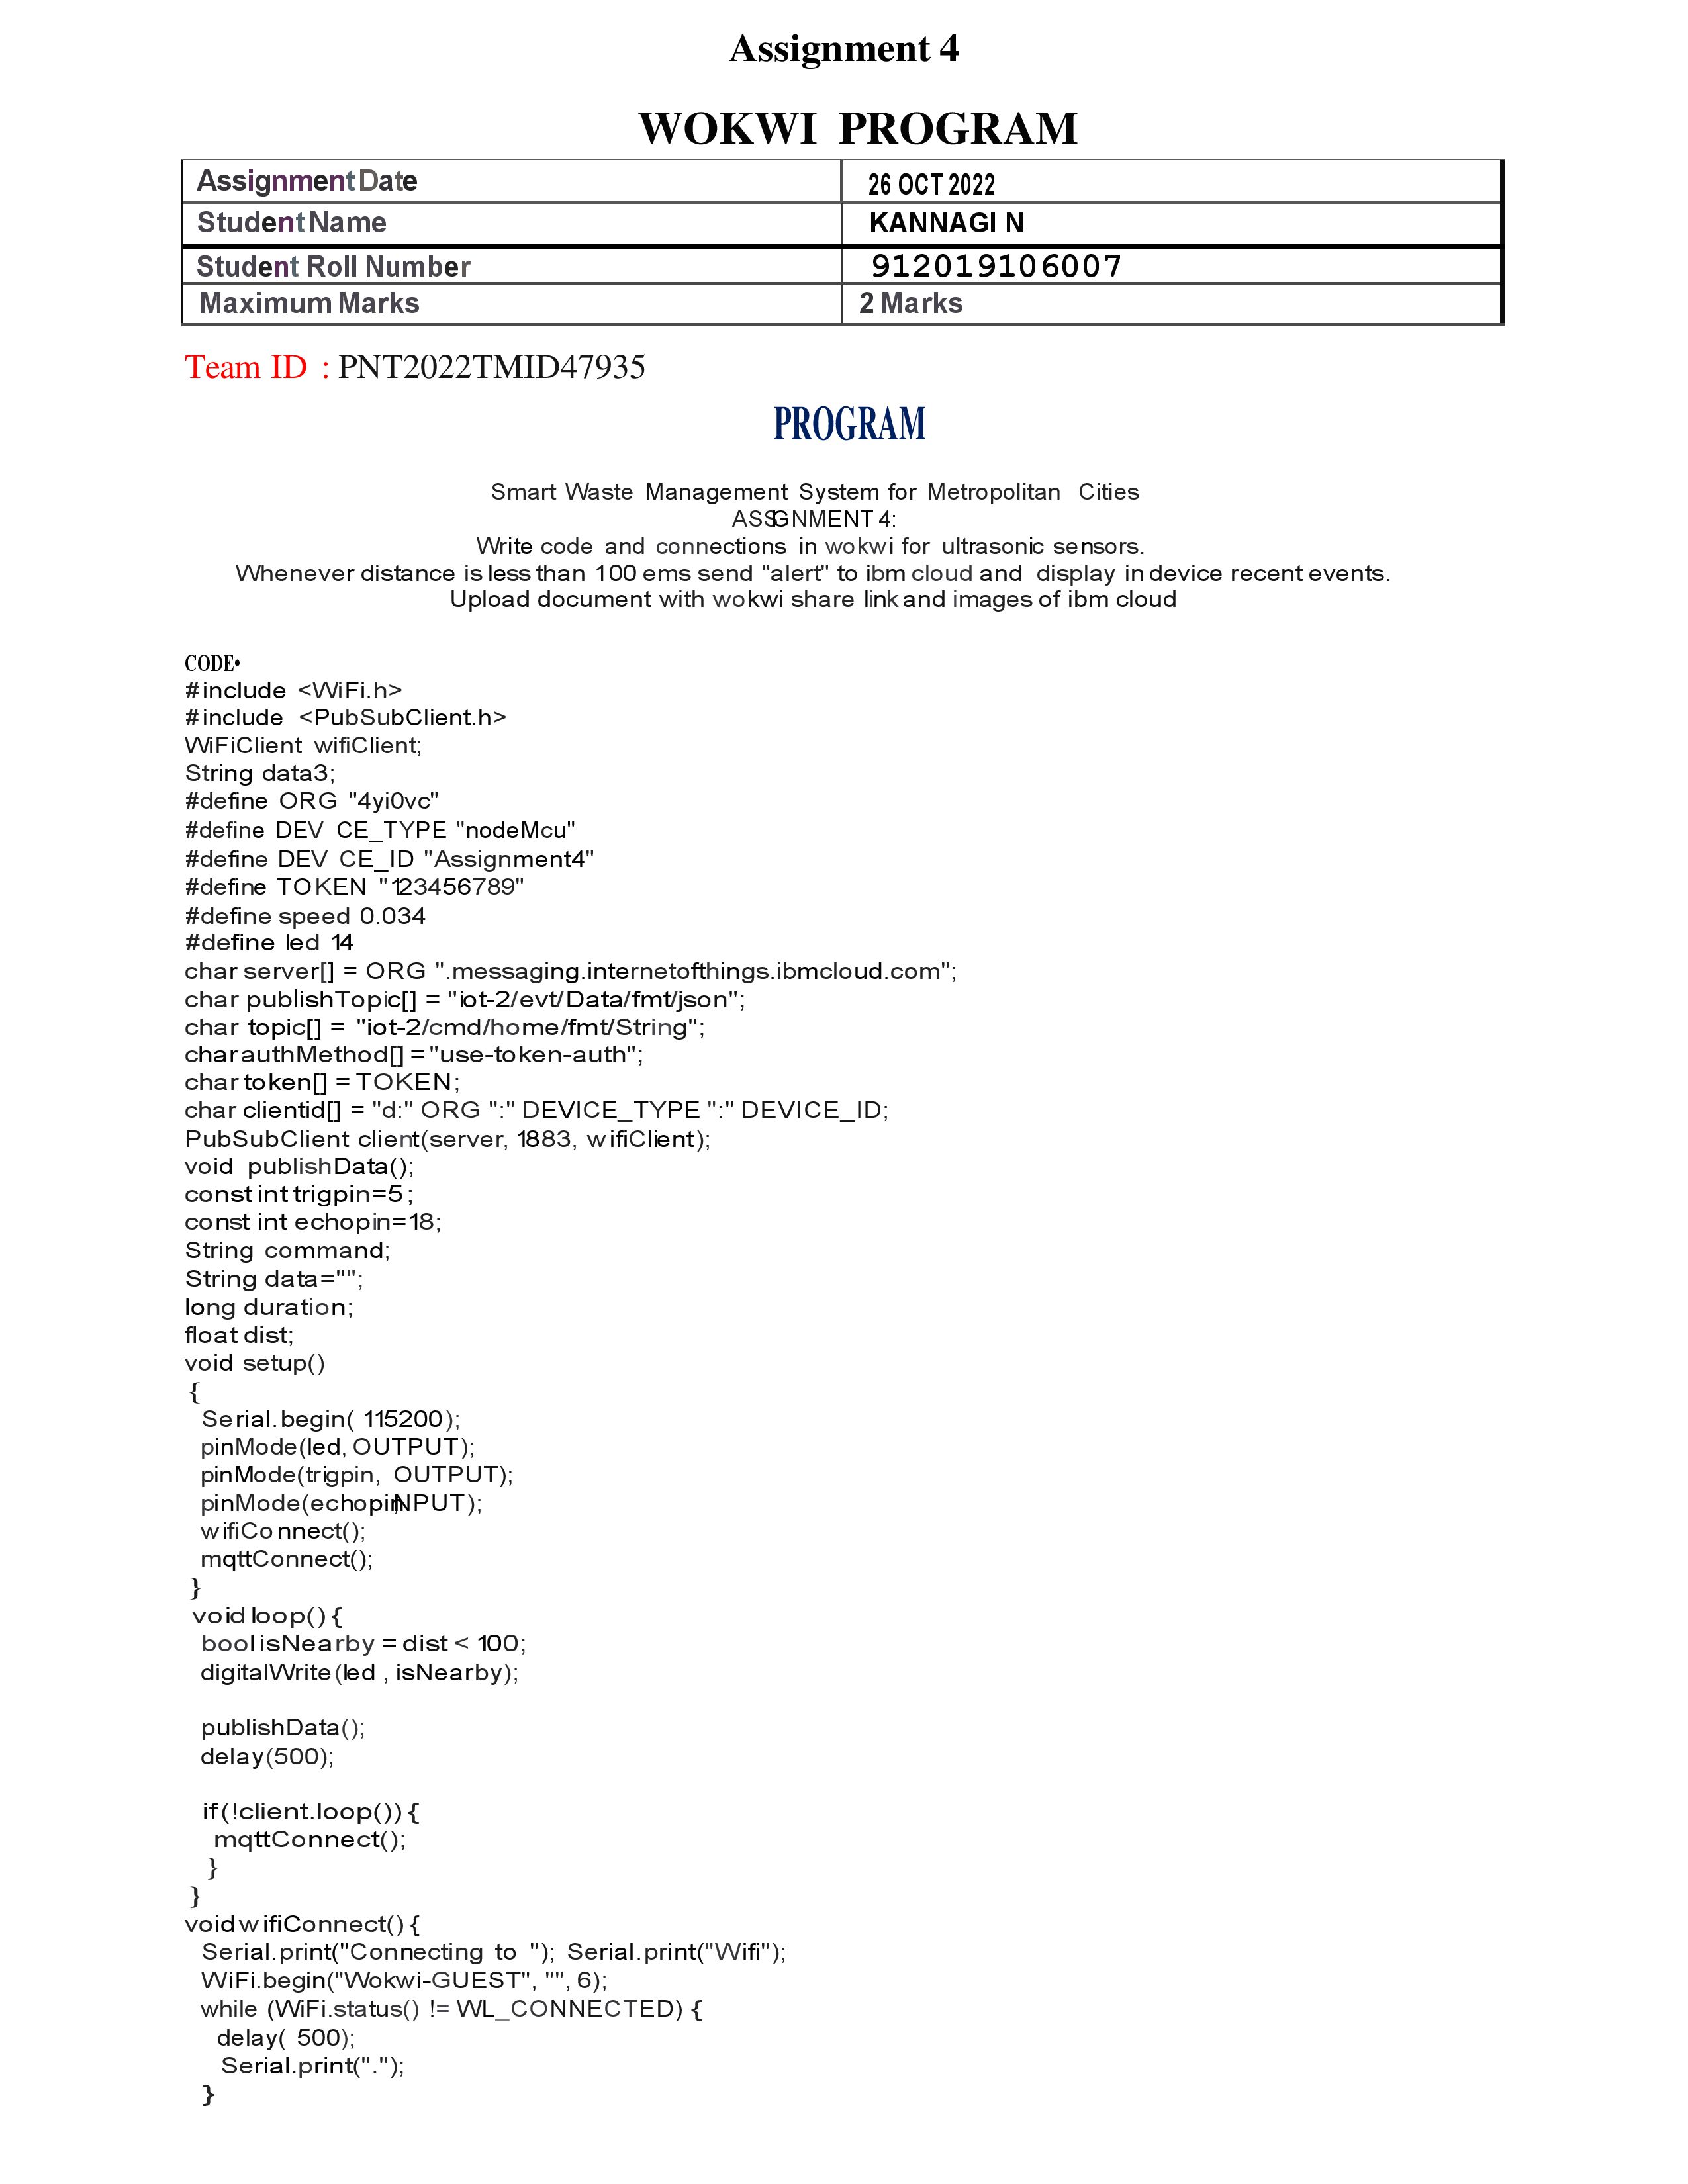 Assignment 4
WOKWI PROGRAM
Assignment Date 26 OCT 2022
Student Name KANNAGI N
Student Roll Number 912019106007
Maximum Marks 2 Marks
Team ID : PNT2022TMID47935
PROGRAM
Smart Waste Management System for Metropolitan Cities
ASSIGNMENT 4:
Write code and connections in wokwi for ultrasonic sensors.
Whenever distance is less than 100 ems send "alert" to ibm cloud and display in device recent events.
Upload document with wokwi share link and images of ibm cloud
CODE•
#include <WiFi.h>
#include <PubSubClient.h>
WiFiClient wifiClient;
String data3;
#define ORG "4yi0vc"
#define DEV CE_TYPE "nodeMcu"
#define DEV CE_ID "Assignment4"
#define TOKEN "123456789"
#define speed 0.034
#define led 14
char server[] = ORG ".messaging.internetofthings.ibmcloud.com";
char publishTopic[] = "iot-2/evt/Data/fmt/json";
char topic[] = "iot-2/cmd/home/fmt/String";
char authMethod[] = "use-token-auth";
char token[] = TOKEN;
char clientid[] = "d:" ORG ":" DEVICE_TYPE ":" DEVICE_ID;
PubSubClient client(server, 1883, wifiClient);
void publishData();
const int trigpin=5;
const int echopin=18;
String command;
String data="";
long duration;
float dist;
void setup()
{
Serial.begin( 115200);
pinMode(led, OUTPUT);
pinMode(trigpin, OUTPUT);
pinMode(echopin, INPUT);
wifiConnect();
mqttConnect();
}
void loop() {
bool isNearby = dist < 100;
digitalWrite(led , isNearby);
publishData();
delay(500);
if (!client.loop()) {
mqttConnect();
}
}
void wifiConnect() {
Serial.print("Connecting to "); Serial.print("Wifi");
WiFi.begin("Wokwi-GUEST", "", 6);
while (WiFi.status() != WL_CONNECTED) {
delay( 500);
Serial.print(".");
}